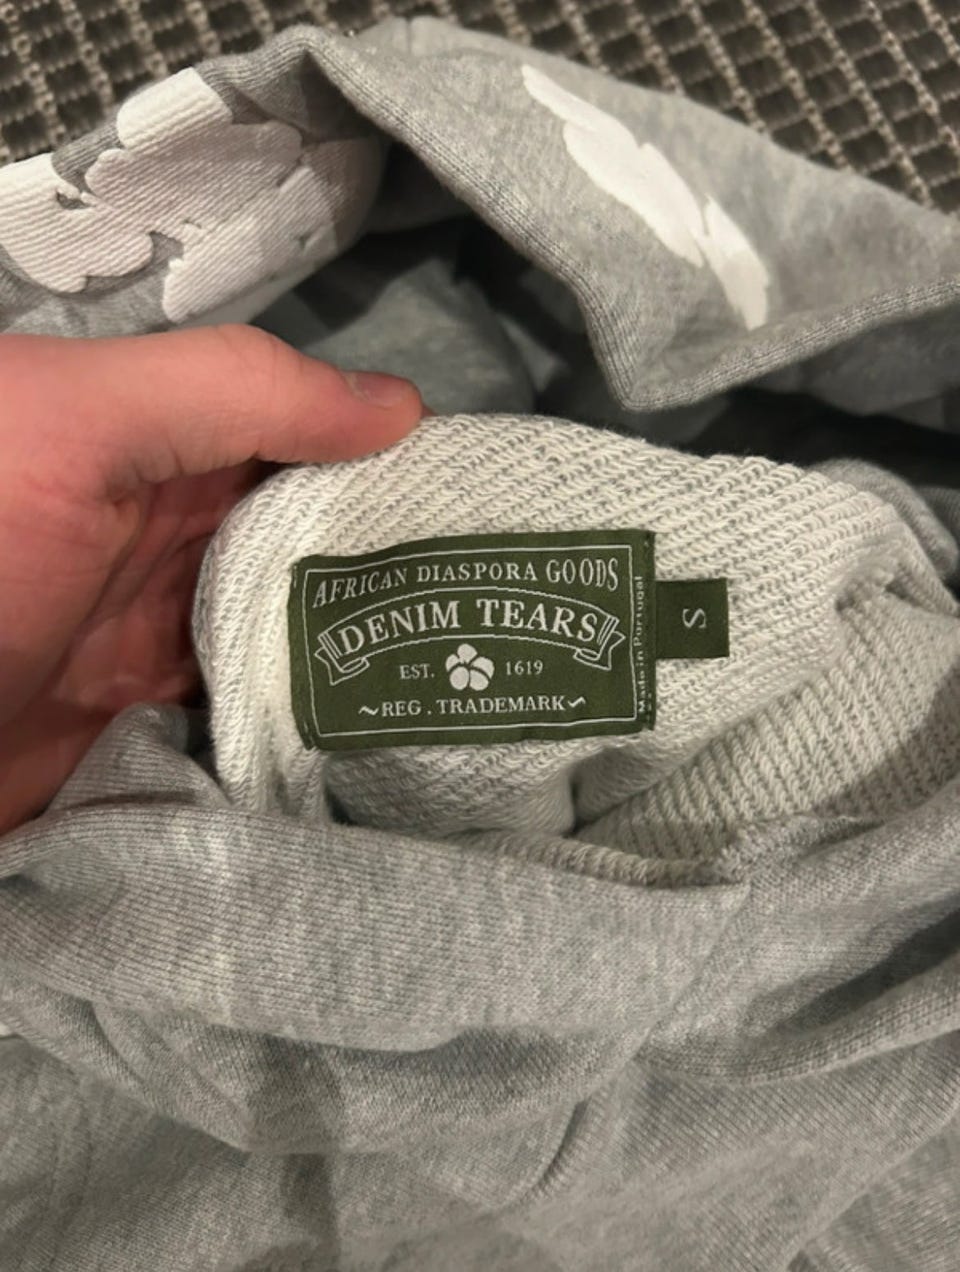 AFRICAN DIASPORA GOODS
DENIM TEARS
EST. 1619
~REG. TRADEMARK~
Made in Portugal
S